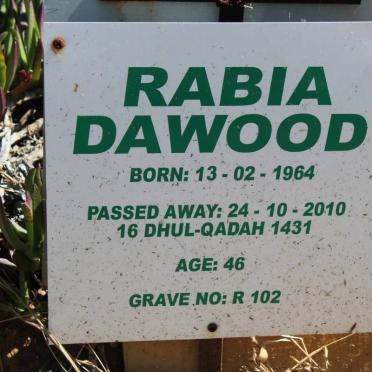 RABIA
DAWOOD
BORN: 13 - 02 - 1964
PASSED AWAY: 24 - 10 - 2010
16 DHUL-QADAH 1431
AGE: 46
GRAVE NO: R 102